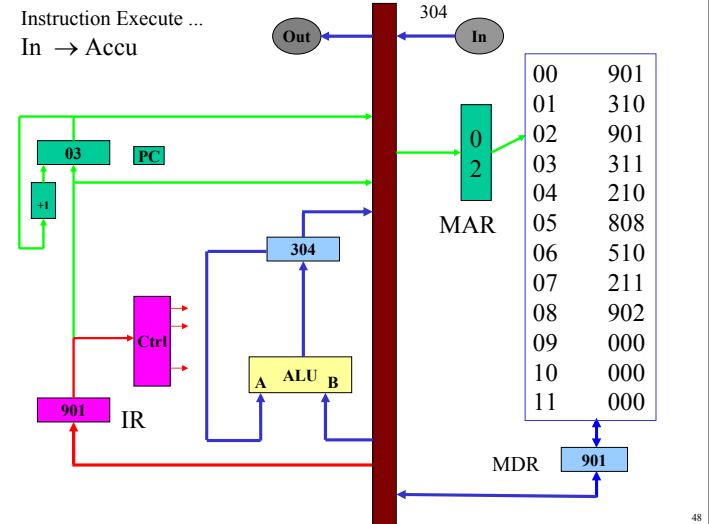 Instruction Execute ...
In → Accu
Out
304
In
03
PC
+1
304
Ctrl
ALU
A
B
901
IR
0
2
MAR
00 901
01 310
02 901
03 311
04 210
05 808
06 510
07 211
08 902
09 000
10 000
11 000
MDR
901
48